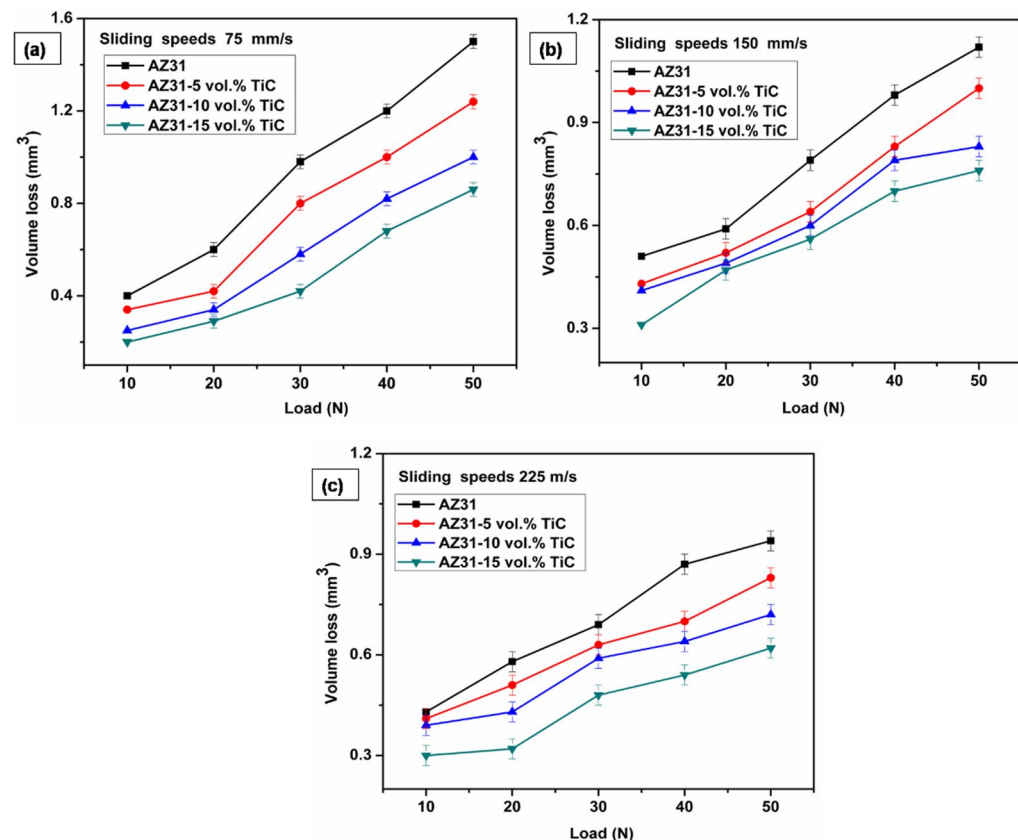 (a)
Sliding speeds 75 mm/s
AZ31
AZ31-5 vol.% TiC
AZ31-10 vol.% TiC
AZ31-15 vol.% TiC
Volume loss (mm³)
1.6
1.2
0.8
0.4
10 20 30 40 50
Load (N)
(b)
Sliding speeds 150 mm/s
AZ31
AZ31-5 vol.% TiC
AZ31-10 vol.% TiC
AZ31-15 vol.% TiC
Volume loss (mm³)
1.2
0.9
0.6
0.3
10 20 30 40 50
Load (N)
(c)
Sliding speeds 225 m/s
AZ31
AZ31-5 vol.% TiC
AZ31-10 vol.% TiC
AZ31-15 vol.% TiC
Volume loss (mm³)
1.2
0.9
0.6
0.3
10 20 30 40 50
Load (N)